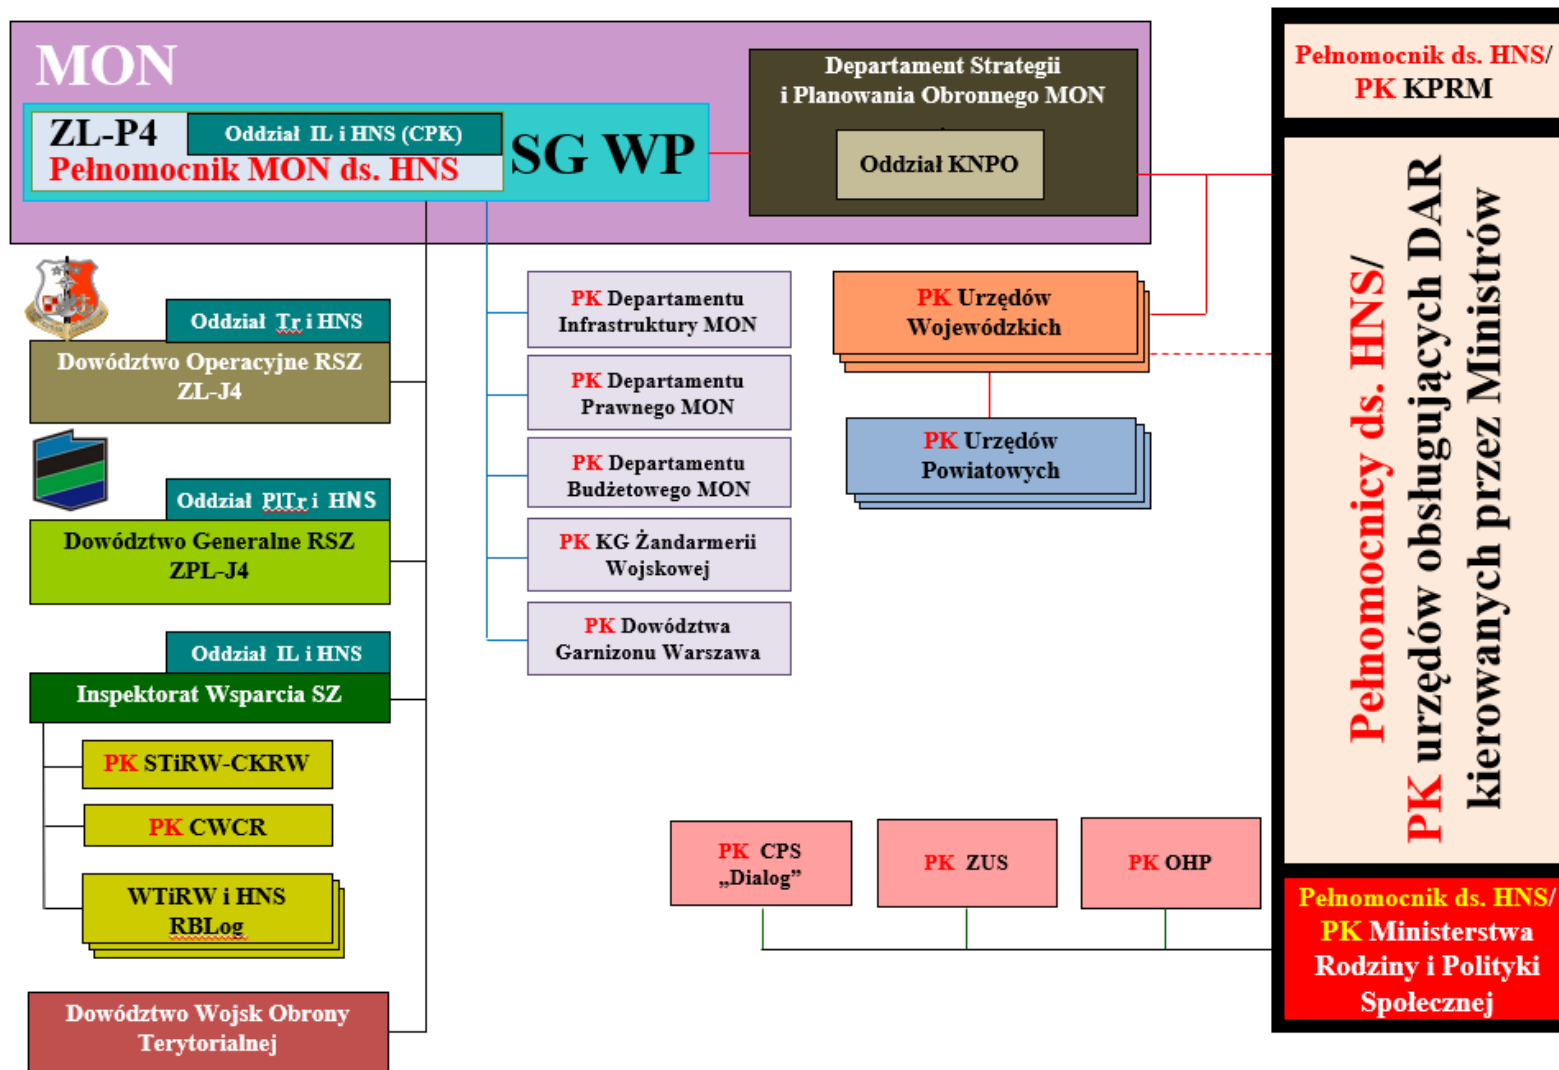 MON
ZL-P4
Oddział IL i HNS (CPK)
Pełnomocnik MON ds. HNS
SG WP
Departament Strategii
i Planowania Obronnego MON
Oddział KNPO
Pełnomocnik ds. HNS/
PK KPRM
Pełnomocnicy ds. HNS/
PK urzędów obsługujących DAR
kierowanych przez Ministrów
Pełnomocnik ds. HNS/
PK Ministerstwa
Rodziny i Polityki
Społecznej
Oddział Tr i HNS
Dowództwo Operacyjne RSZ
ZL-J4
Oddział PlTr i HNS
Dowództwo Generalne RSZ
ZPL-J4
Oddział IL i HNS
Inspektorat Wsparcia SZ
PK STiRW-CKRW
PK CWCR
WTiRW i HNS
RBLog
Dowództwo Wojsk Obrony
Terytorialnej
PK Departamentu
Infrastruktury MON
PK Departamentu
Prawnego MON
PK Departamentu
Budżetowego MON
PK KG Żandarmerii
Wojskowej
PK Dowództwa
Garnizonu Warszawa
PK Urzędów
Wojewódzkich
PK Urzędów
Powiatowych
PK CPS
„Dialog”
PK ZUS
PK OHP